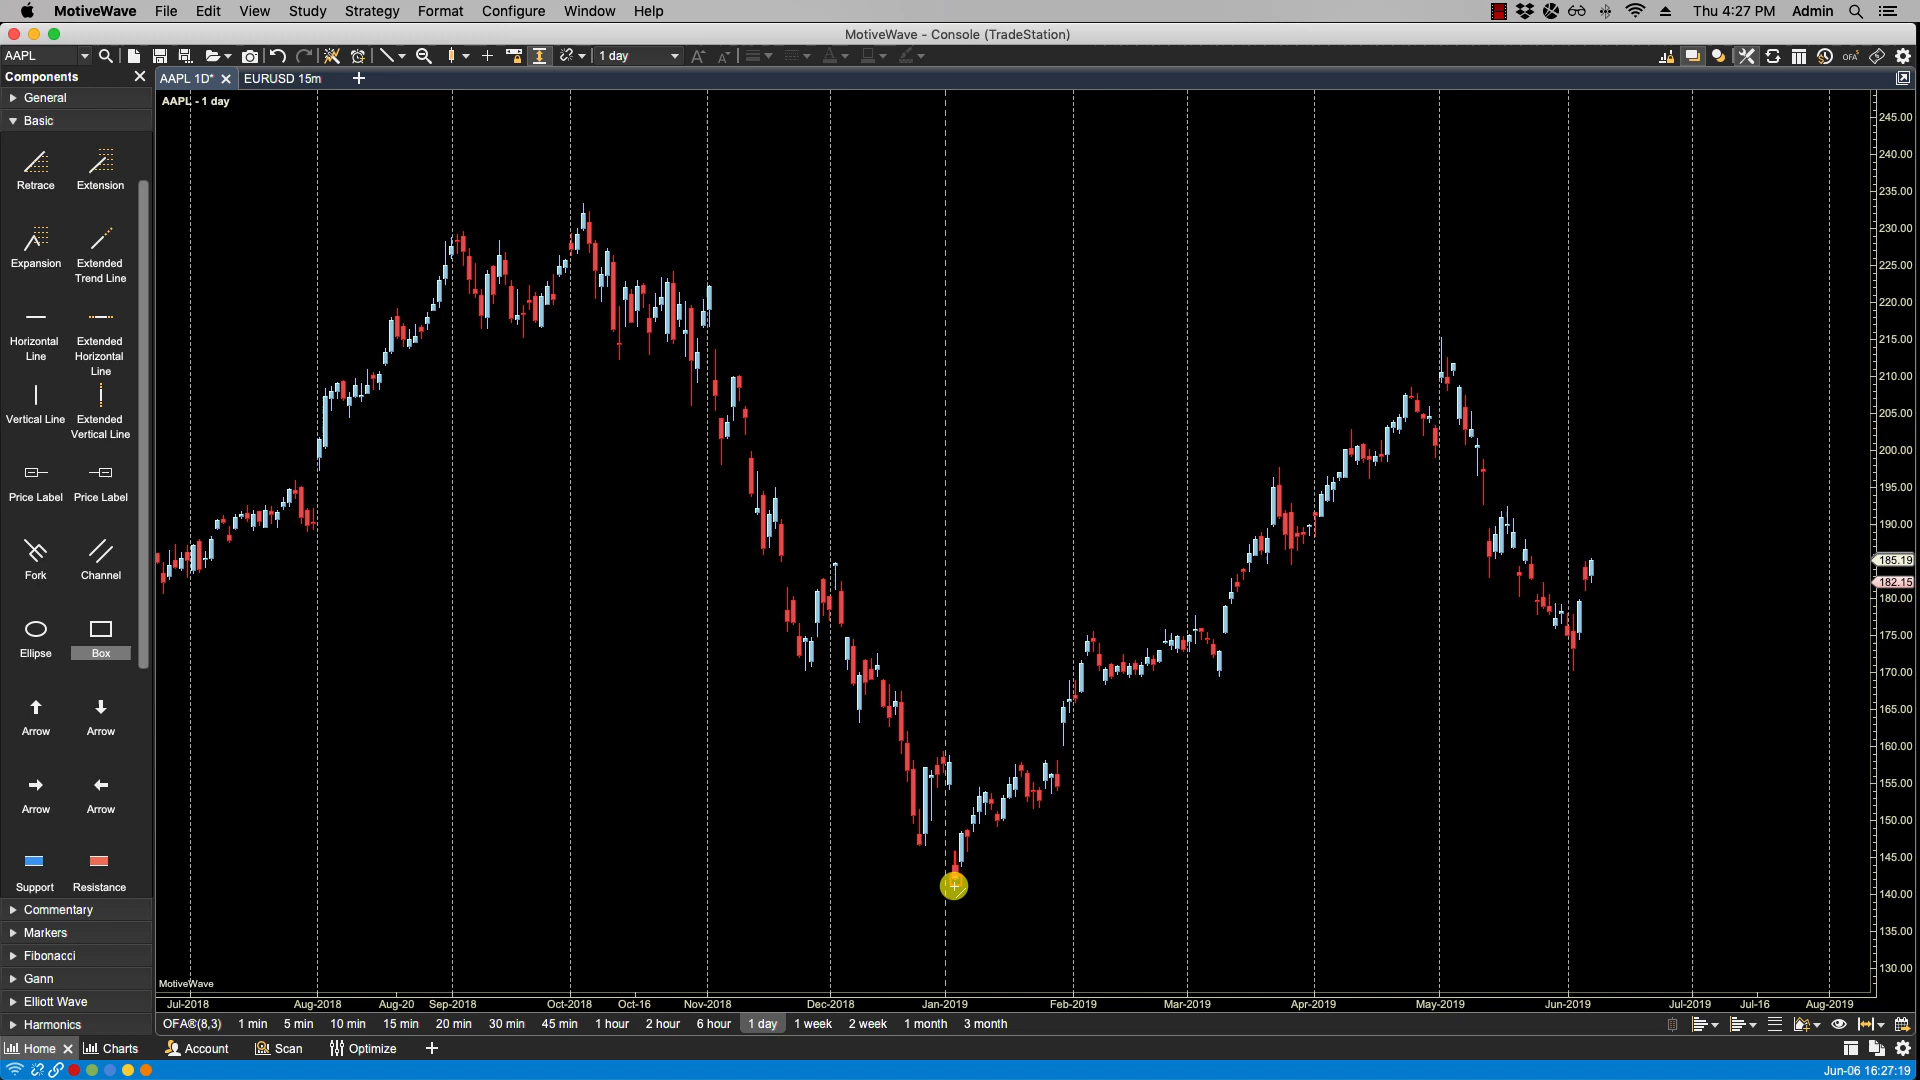 MotiveWave File Edit View Study Strategy Format Configure Window Help Thu 4:27 PM Admin
MotiveWave - Console (TradeStation)
AAPL 1 day OFA
Components AAPL 1D* EURUSD 15m
General
Basic
AAPL - 1 day
Retrace Extension
Expansion Extended Trend Line
Horizontal Line Extended Horizontal Line
Vertical Line Extended Vertical Line
Price Label Price Label
Fork Channel
Ellipse Box
Arrow Arrow
Arrow Arrow
Support Resistance
Commentary
Markers
Fibonacci
Gann
Elliott Wave
Harmonics
245.00
240.00
235.00
230.00
225.00
220.00
215.00
210.00
205.00
200.00
195.00
190.00
185.19
182.15
180.00
175.00
170.00
165.00
160.00
155.00
150.00
145.00
140.00
135.00
130.00
MotiveWave
Jul-2018 Aug-2018 Aug-20 Sep-2018 Oct-2018 Oct-16 Nov-2018 Dec-2018 Jan-2019 Feb-2019 Mar-2019 Apr-2019 May-2019 Jun-2019 Jul-2019 Jul-16 Aug-2019
OFA®(8,3) 1 min 5 min 10 min 15 min 20 min 30 min 45 min 1 hour 2 hour 6 hour 1 day 1 week 2 week 1 month 3 month
Home Charts Account Scan Optimize
Jun-06 16:27:19